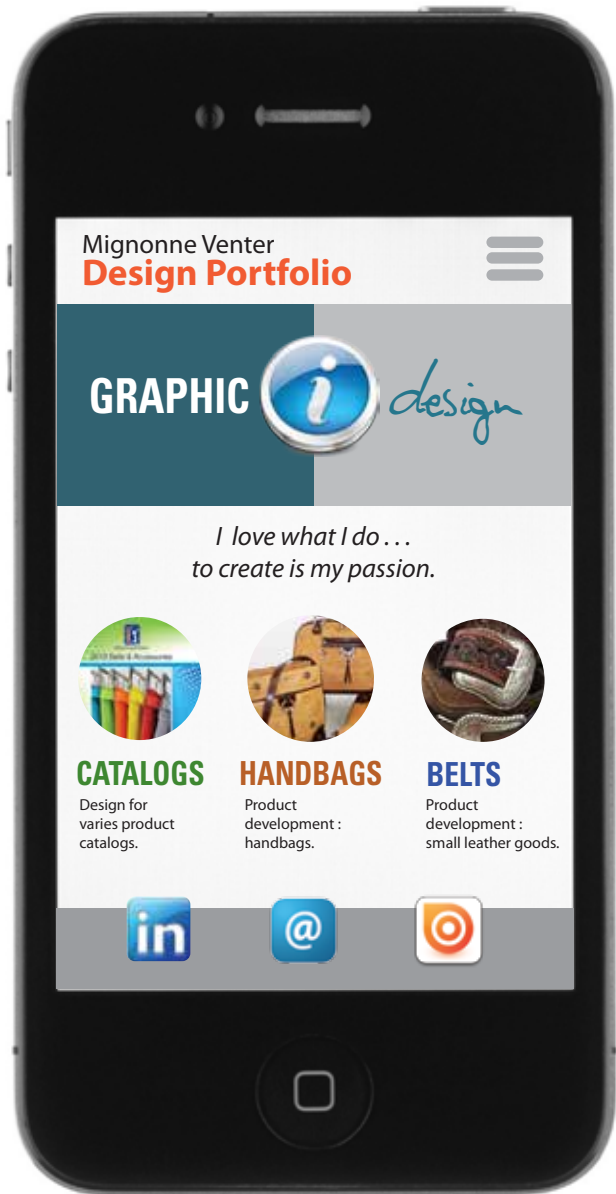 Mignonne Venter
Design Portfolio
GRAPHIC i design
I love what I do . . .
to create is my passion.
CATALOGS
Design for
varies product
catalogs.
HANDBAGS
Product
development :
handbags.
BELTS
Product
development :
small leather goods.
in @